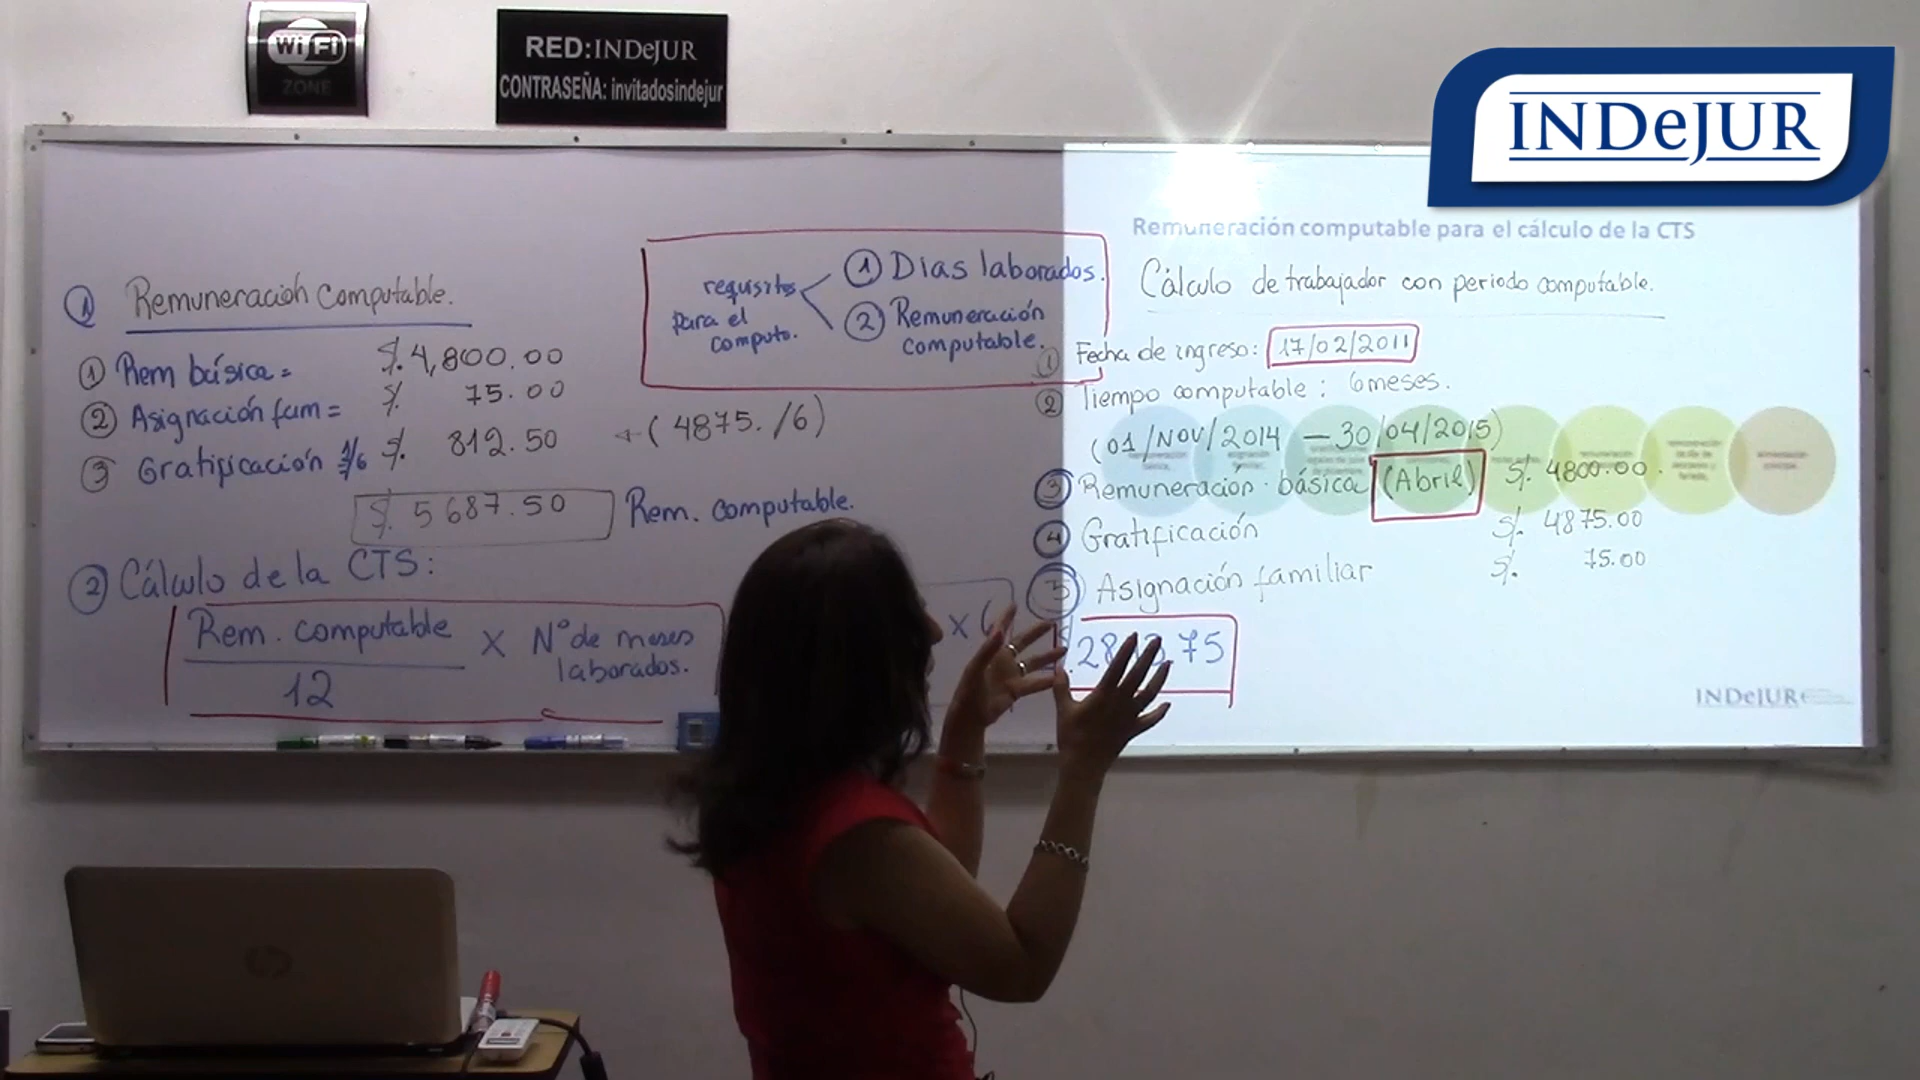 WiFi
ZONE
RED:INDeJUR
CONTRASEÑA: invitadosindejur
INDeJUR
① Remuneración Computable.
① Rem básica = S/. 4,800.00
② Asignación fam = S/. 75.00
③ Gratificación 1/6 S/. 812.50 ← (4875./6)
S/. 5687.50 Rem. computable.
② Cálculo de la CTS:
Rem. computable
12
X Nº de meses
laborados.
x 6
requisitos
para el
computo.
① Dias laborados.
② Remuneración
computable.
Remuneración computable para el cálculo de la CTS
Cálculo de trabajador con periodo computable.
① Fecha de ingreso: 17/02/2011
② Tiempo computable: 6 meses.
(01/NOV/2014 — 30/04/2015)
③ Remuneración básica (Abril) S/. 4800.00.
④ Gratificación S/. 4875.00
⑤ Asignación familiar S/. 75.00
INDeJUR